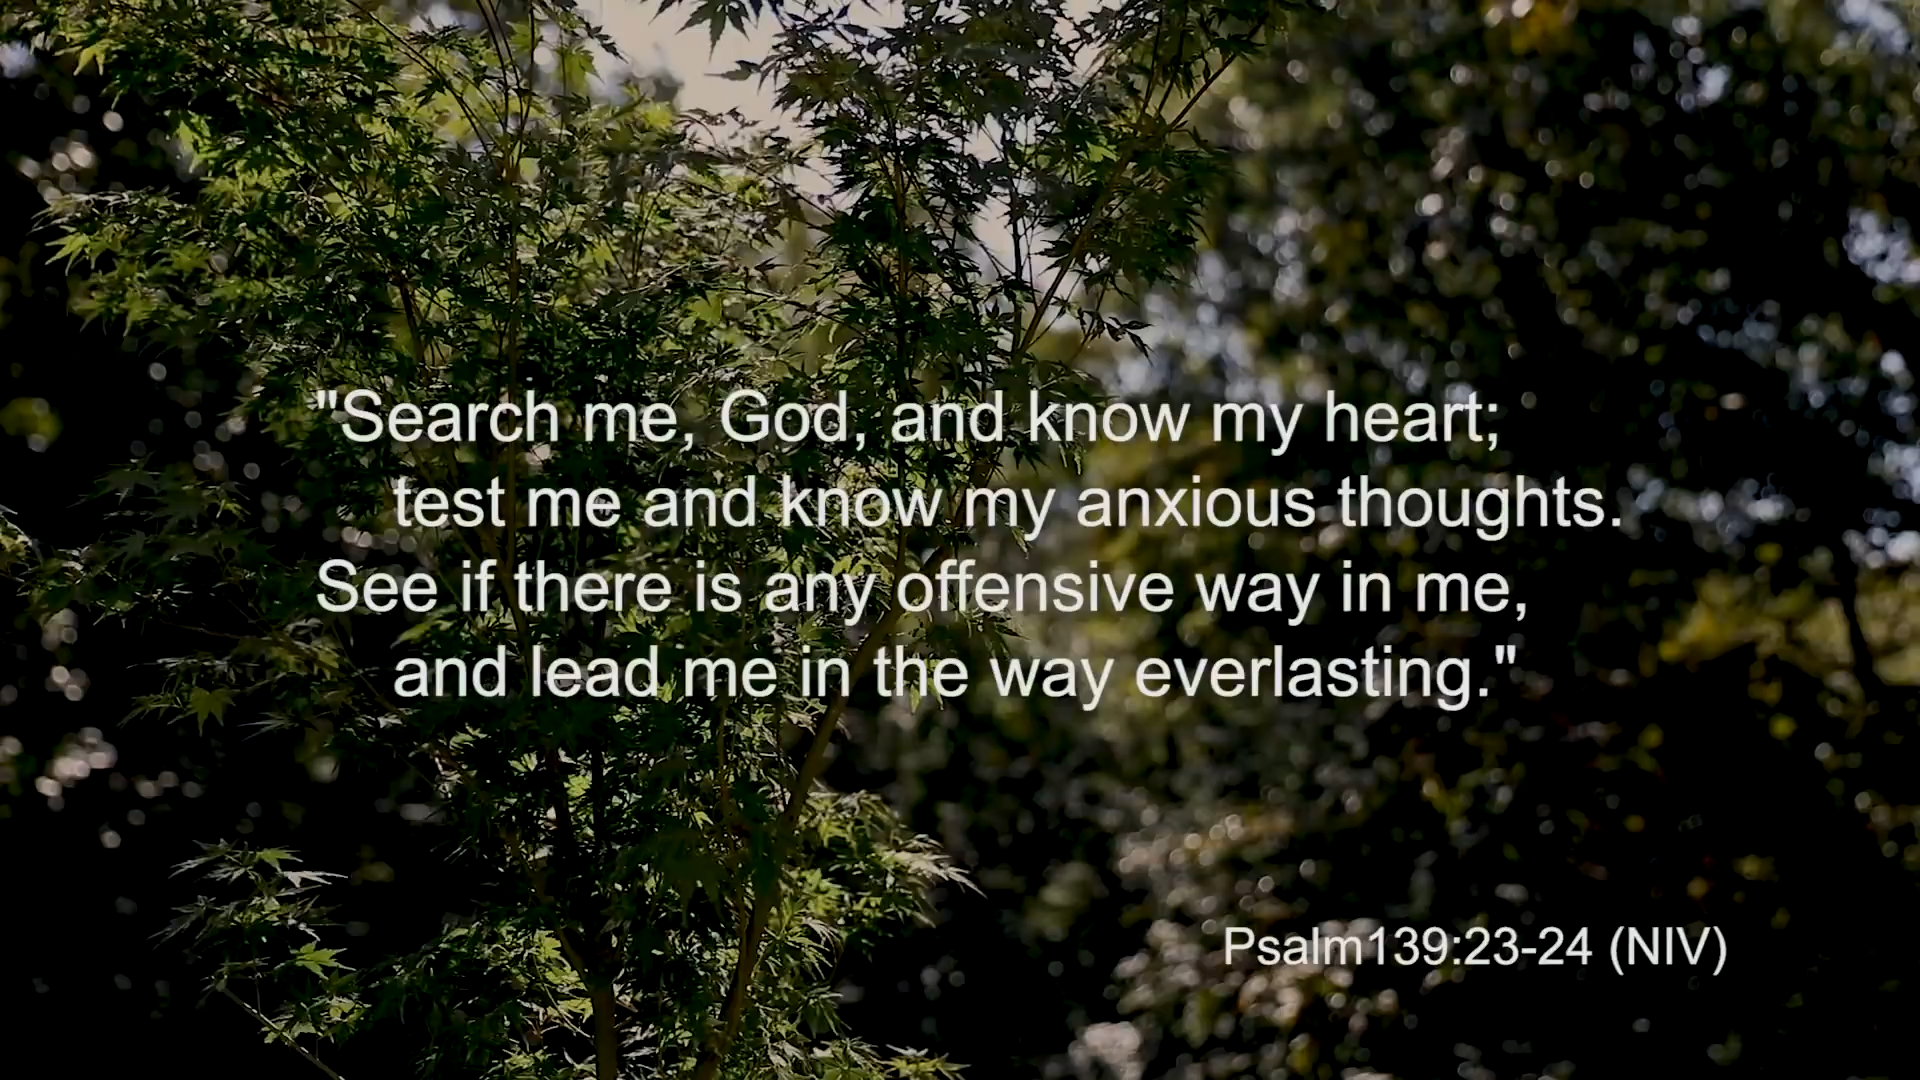 "Search me, God, and know my heart;
test me and know my anxious thoughts.
See if there is any offensive way in me,
and lead me in the way everlasting."
Psalm139:23-24 (NIV)